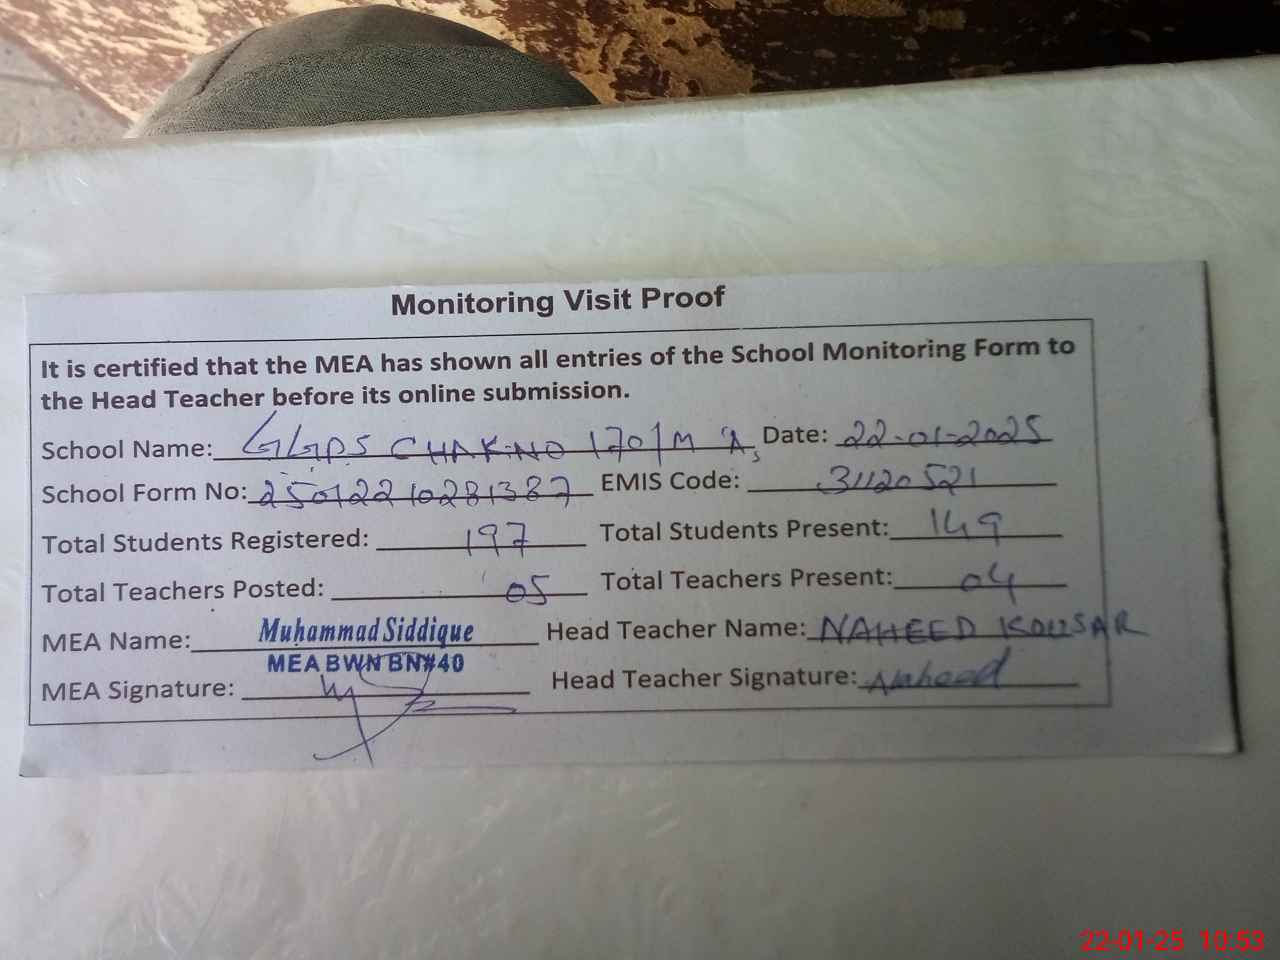 Monitoring Visit Proof
It is certified that the MEA has shown all entries of the School Monitoring Form to
the Head Teacher before its online submission.
School Name: GGPS CHAK NO 170/M Date: 22-01-2025
School Form No: 25012210281387 EMIS Code: 31120521
Total Students Registered: 197 Total Students Present: 149
Total Teachers Posted: 05 Total Teachers Present: 04
MEA Name: Muhammad Siddique Head Teacher Name: NAHEED KOUSAR
MEA BWN BN#40
MEA Signature: Head Teacher Signature: Naheed
22-01-25 10:53